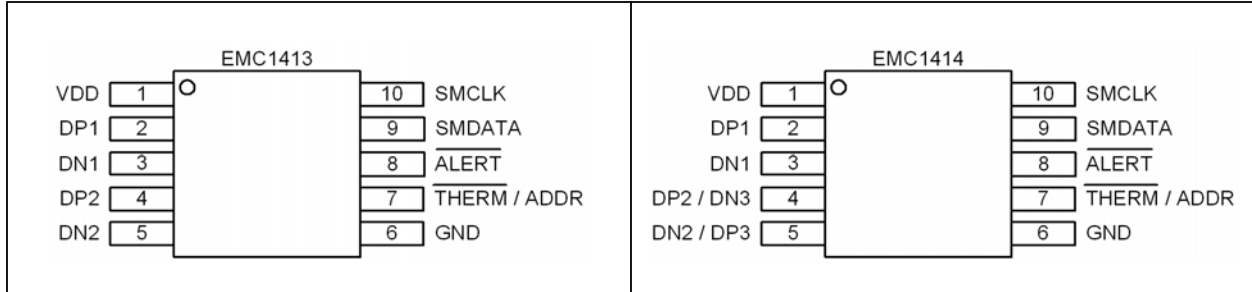 EMC1413
VDD 1 10 SMCLK
DP1 2 9 SMDATA
DN1 3 8 ALERT
DP2 4 7 THERM / ADDR
DN2 5 6 GND
EMC1414
VDD 1 10 SMCLK
DP1 2 9 SMDATA
DN1 3 8 ALERT
DP2 / DN3 4 7 THERM / ADDR
DN2 / DP3 5 6 GND